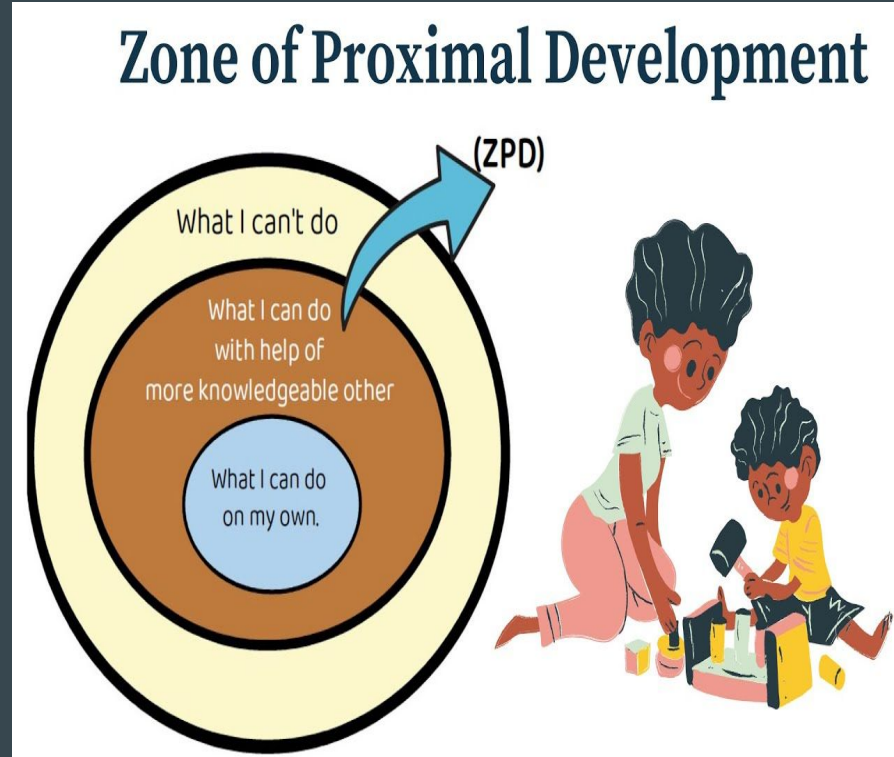 Zone of Proximal Development
(ZPD)
What I can't do
What I can do
with help of
more knowledgeable other
What I can do
on my own.